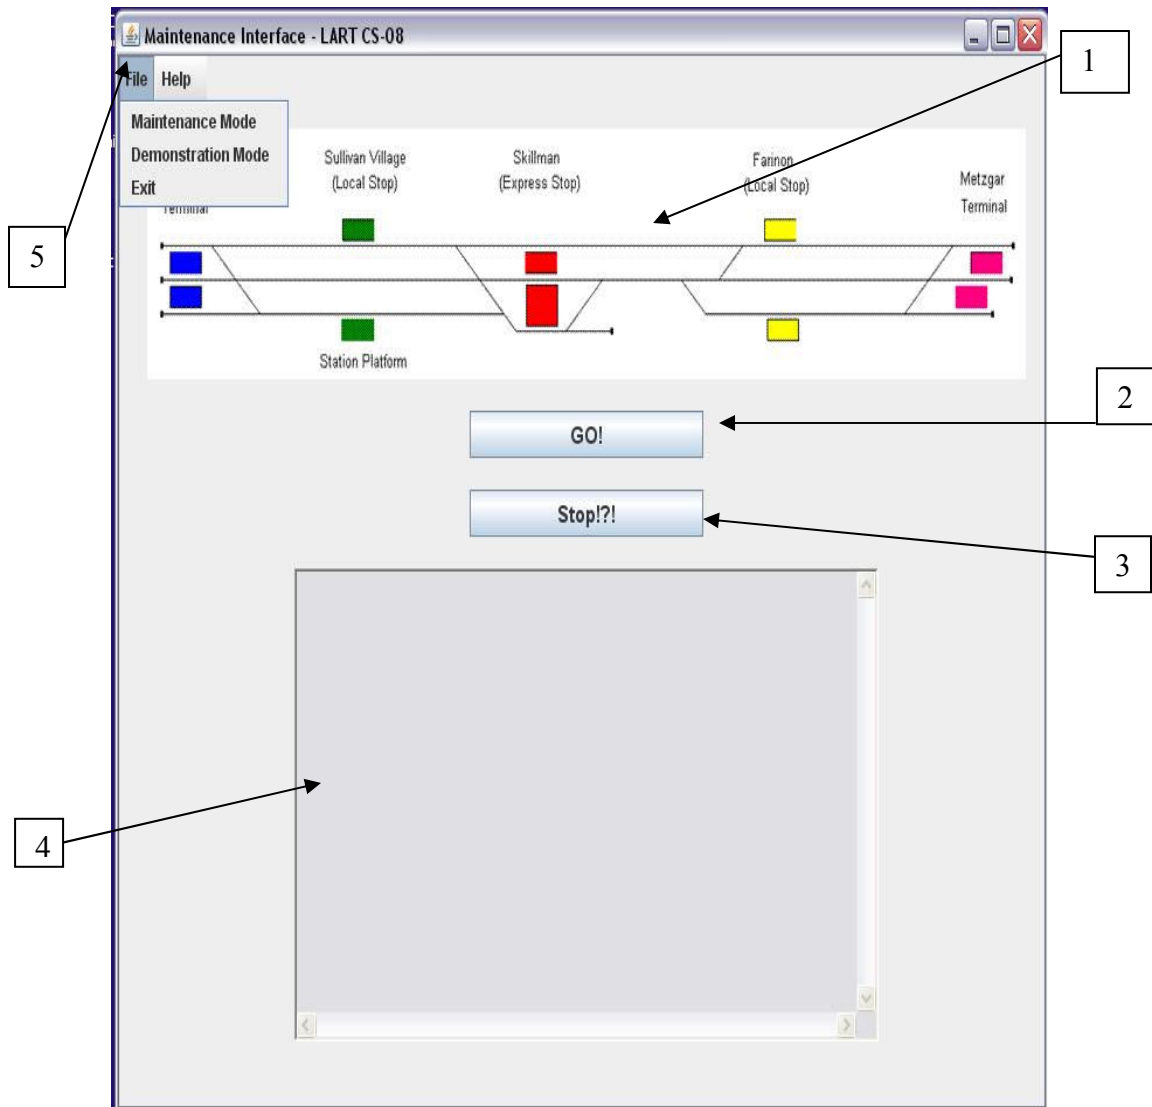 Maintenance Interface - LART CS-08
1
File Help
Maintenance Mode
Demonstration Mode
Exit
Terminal
Sullivan Village
(Local Stop)
Skillman
(Express Stop)
Farinon
(Local Stop)
Metzgar
Terminal
5
Station Platform
2
GO!
Stop!?!
3
4